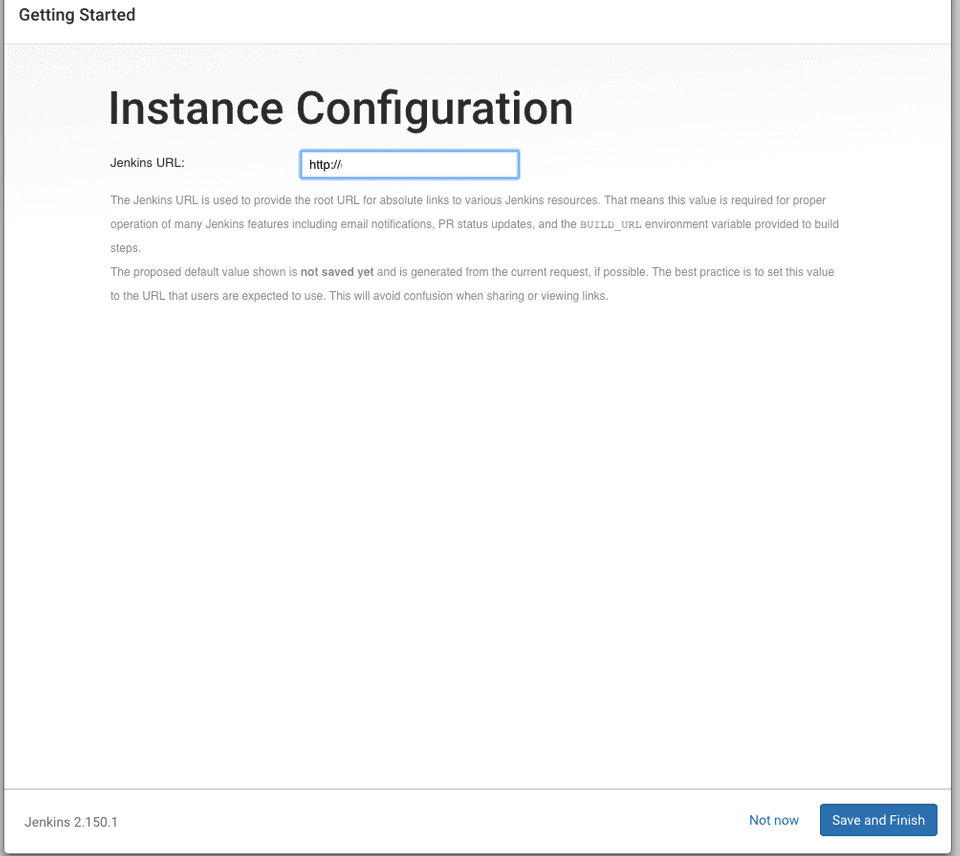 Getting Started
Instance Configuration
Jenkins URL:
http://
The Jenkins URL is used to provide the root URL for absolute links to various Jenkins resources. That means this value is required for proper
operation of many Jenkins features including email notifications, PR status updates, and the BUILD_URL environment variable provided to build
steps.
The proposed default value shown is not saved yet and is generated from the current request, if possible. The best practice is to set this value
to the URL that users are expected to use. This will avoid confusion when sharing or viewing links.
Jenkins 2.150.1
Not now
Save and Finish